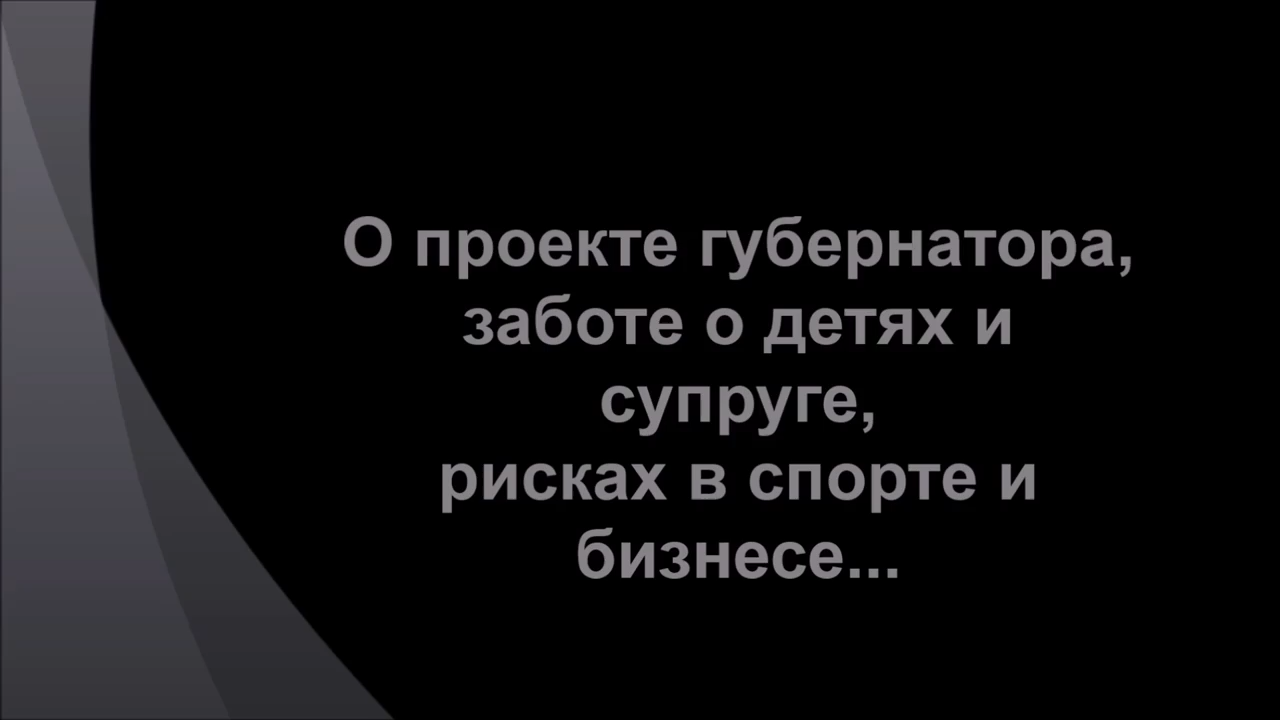 О проекте губернатора,
заботе о детях и
супруге,
рисках в спорте и
бизнесе...